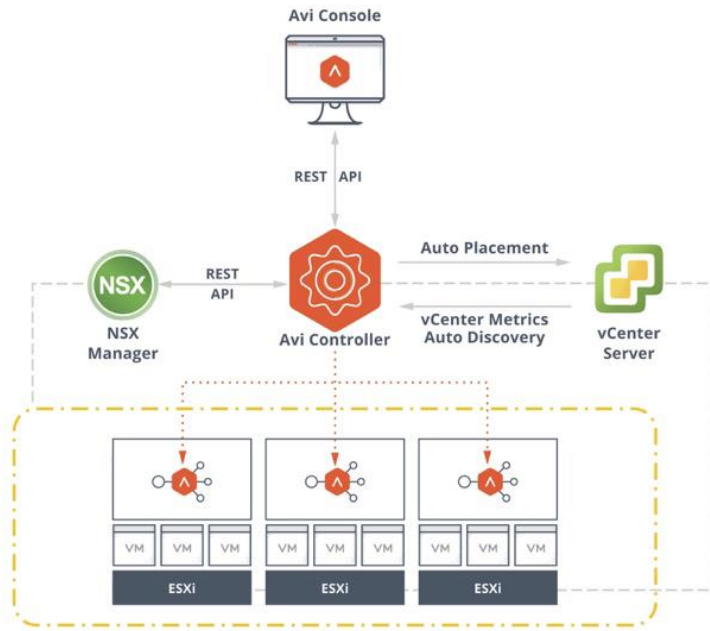 Avi Console
REST API
Auto Placement
NSX
REST
API
NSX
Manager
Avi Controller
vCenter Metrics
Auto Discovery
vCenter
Server
VM VM VM VM VM VM VM VM VM
ESXi ESXi ESXi